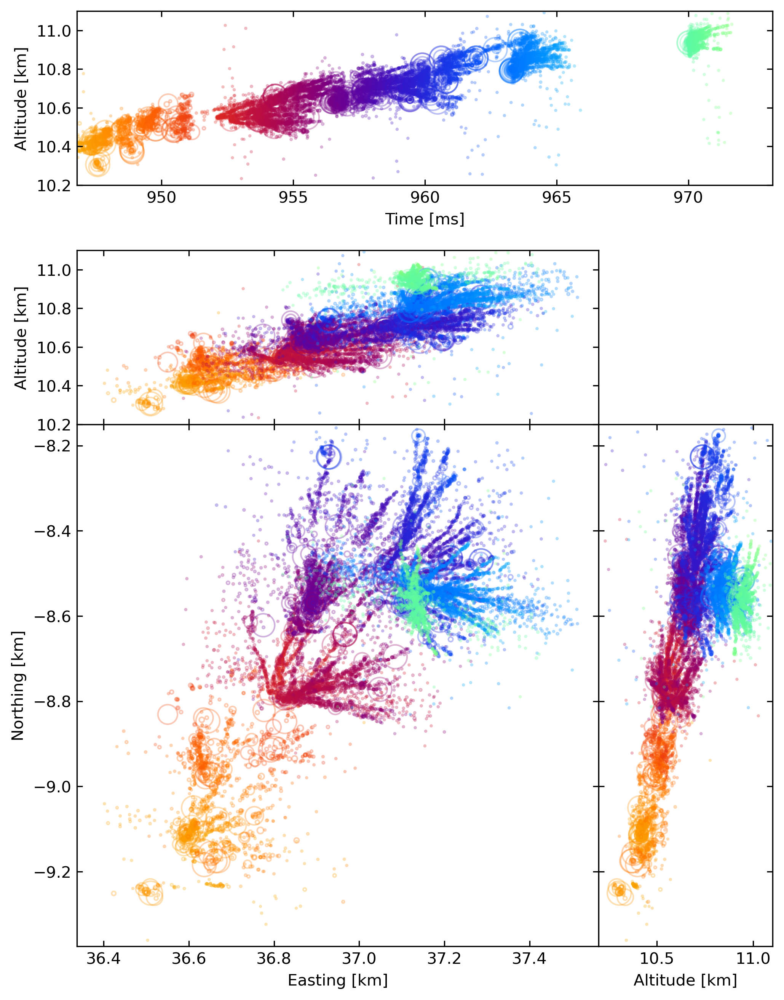 11.0
10.8
10.6
10.4
10.2
Altitude [km]
950 955 960 965 970
Time [ms]
11.0
10.8
10.6
10.4
10.2
Altitude [km]
−8.2
−8.4
−8.6
−8.8
−9.0
−9.2
Northing [km]
36.4 36.6 36.8 37.0 37.2 37.4
Easting [km]
10.5 11.0
Altitude [km]